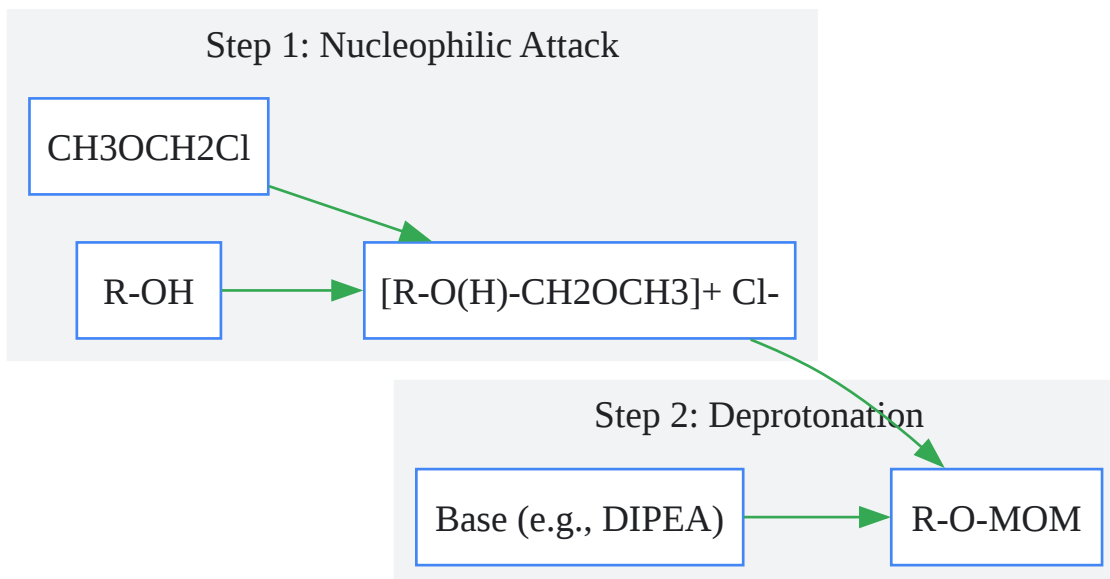 Step 1: Nucleophilic Attack
CH3OCH2Cl
R-OH
[R-O(H)-CH2OCH3]+ Cl-
Step 2: Deprotonation
Base (e.g., DIPEA)
R-O-MOM